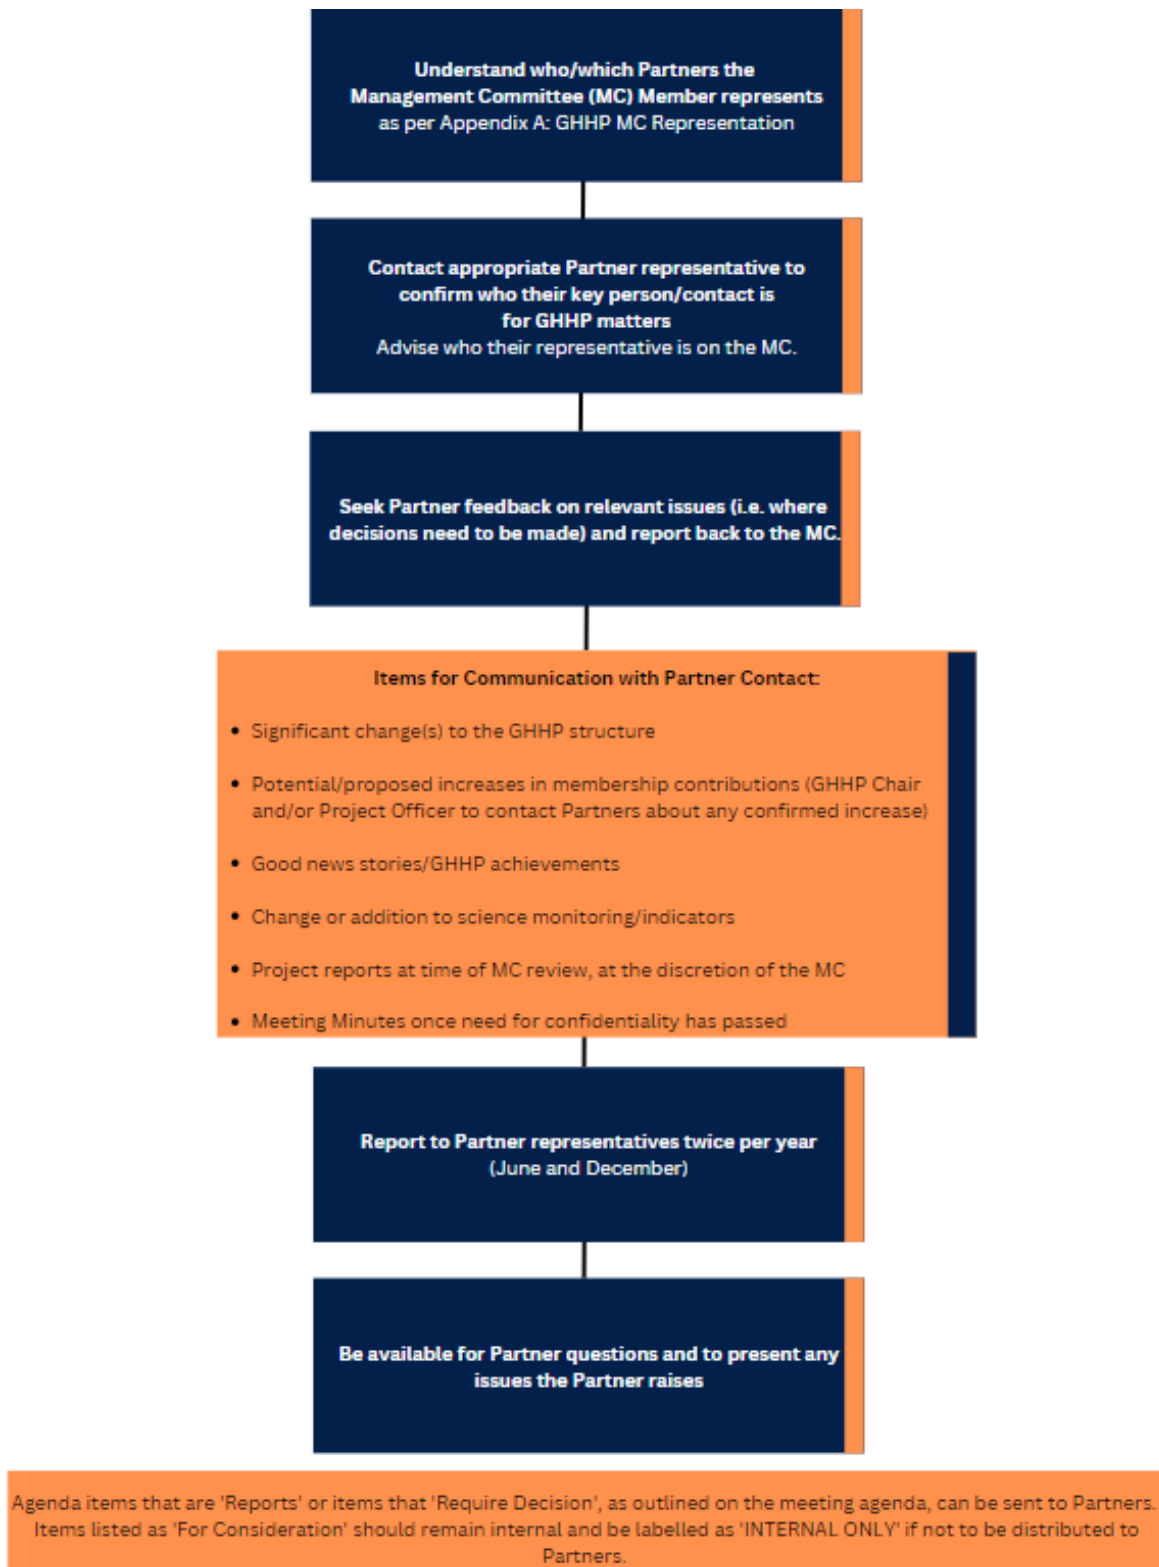 Understand who/which Partners the
Management Committee (MC) Member represents
as per Appendix A: GHHP MC Representation
Contact appropriate Partner representative to
confirm who their key person/contact is
for GHHP matters
Advise who their representative is on the MC.
Seek Partner feedback on relevant issues (i.e. where
decisions need to be made) and report back to the MC.
Items for Communication with Partner Contact:
• Significant change(s) to the GHHP structure
• Potential/proposed increases in membership contributions (GHHP Chair
and/or Project Officer to contact Partners about any confirmed increase)
• Good news stories/GHHP achievements
• Change or addition to science monitoring/indicators
• Project reports at time of MC review, at the discretion of the MC
• Meeting Minutes once need for confidentiality has passed
Report to Partner representatives twice per year
(June and December)
Be available for Partner questions and to present any
issues the Partner raises
Agenda items that are 'Reports' or items that 'Require Decision', as outlined on the meeting agenda, can be sent to Partners.
Items listed as 'For Consideration' should remain internal and be labelled as 'INTERNAL ONLY' if not to be distributed to
Partners.